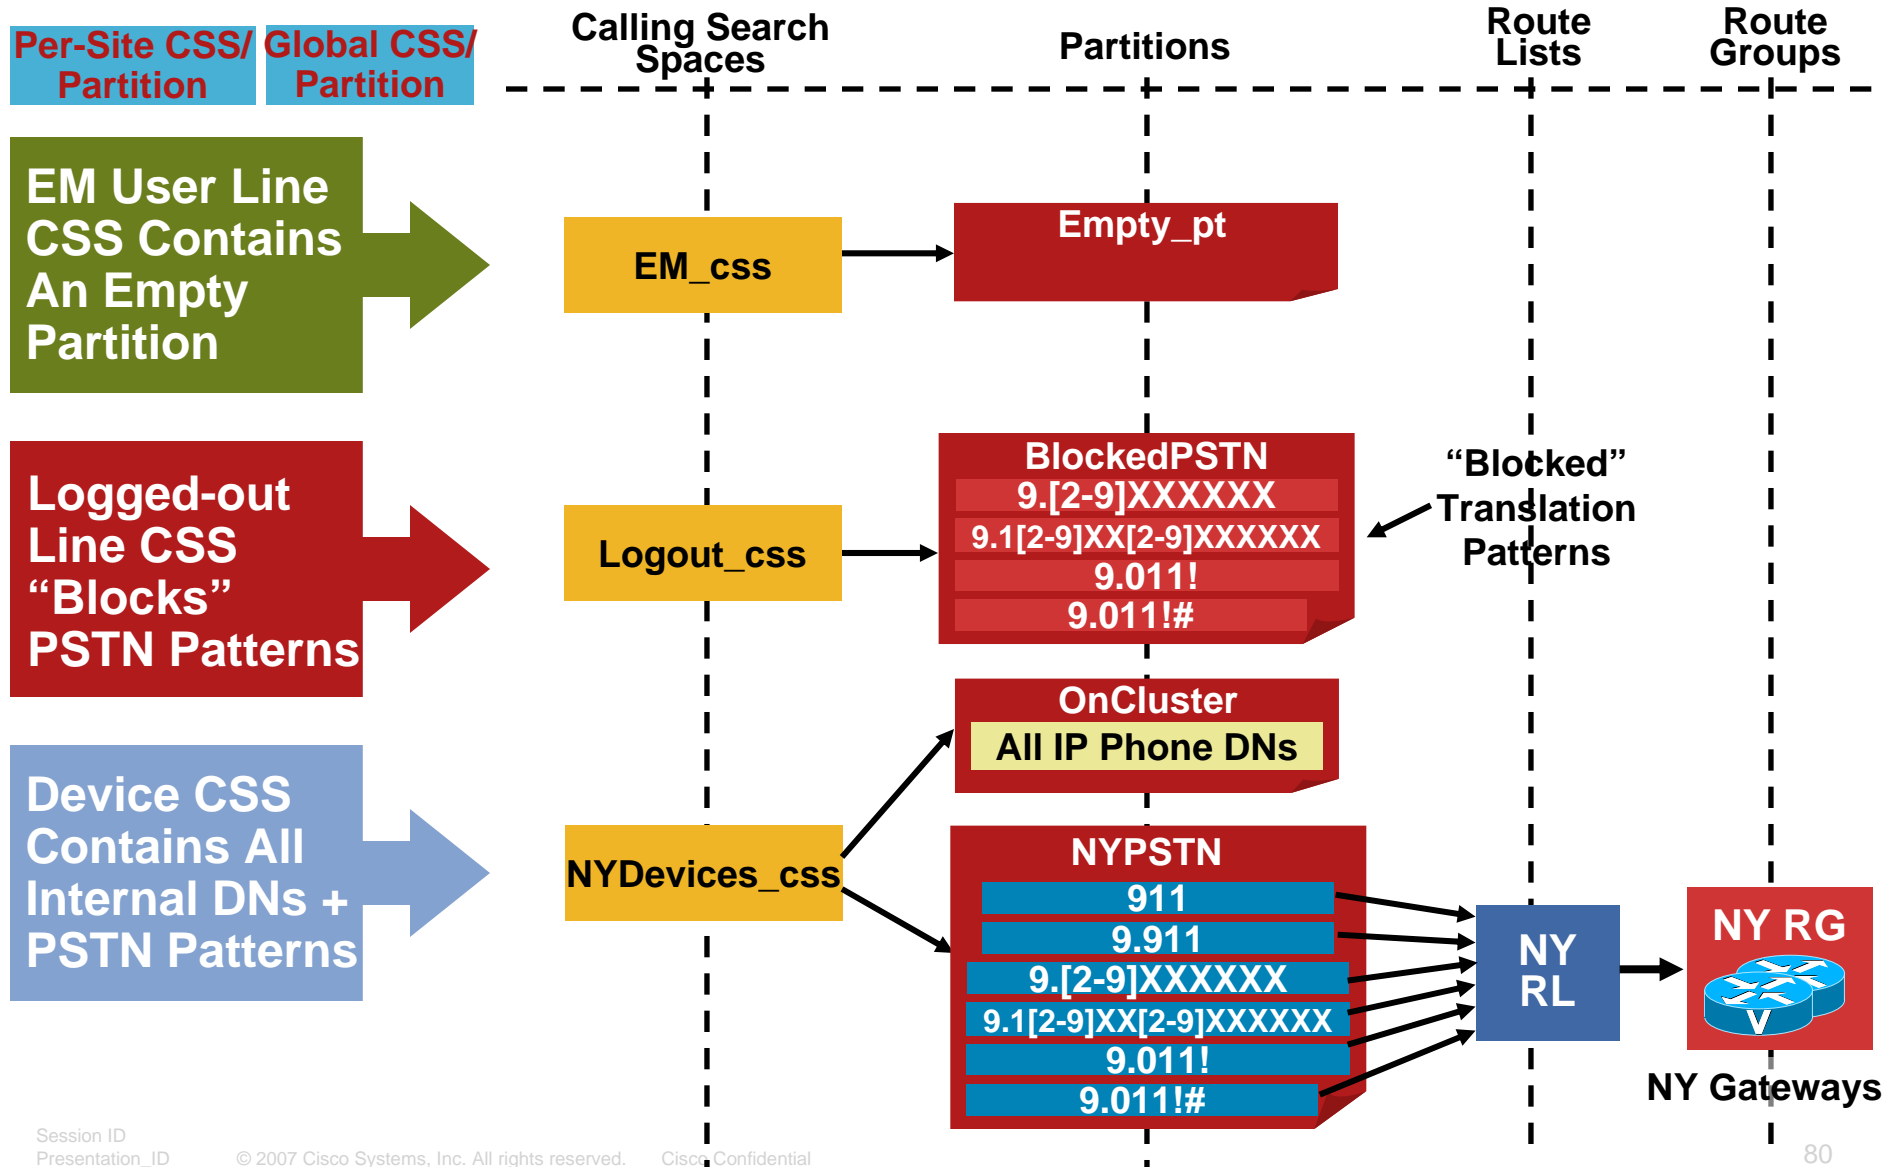 Per-Site CSS/
Partition
Global CSS/
Partition
Calling Search
Spaces
Partitions
Route
Lists
Route
Groups
EM User Line
CSS Contains
An Empty
Partition
EM_css
Empty_pt
Logged-out
Line CSS
“Blocks”
PSTN Patterns
Logout_css
BlockedPSTN
9.[2-9]XXXXXX
9.1[2-9]XX[2-9]XXXXXX
9.011!
9.011!#
“Blocked”
Translation
Patterns
OnCluster
All IP Phone DNs
Device CSS
Contains All
Internal DNs +
PSTN Patterns
NYDevices_css
NYPSTN
911
9.911
9.[2-9]XXXXXX
9.1[2-9]XX[2-9]XXXXXX
9.011!
9.011!#
NY
RL
NY RG
V
NY Gateways
Session ID
Presentation_ID © 2007 Cisco Systems, Inc. All rights reserved. Cisco Confidential 80